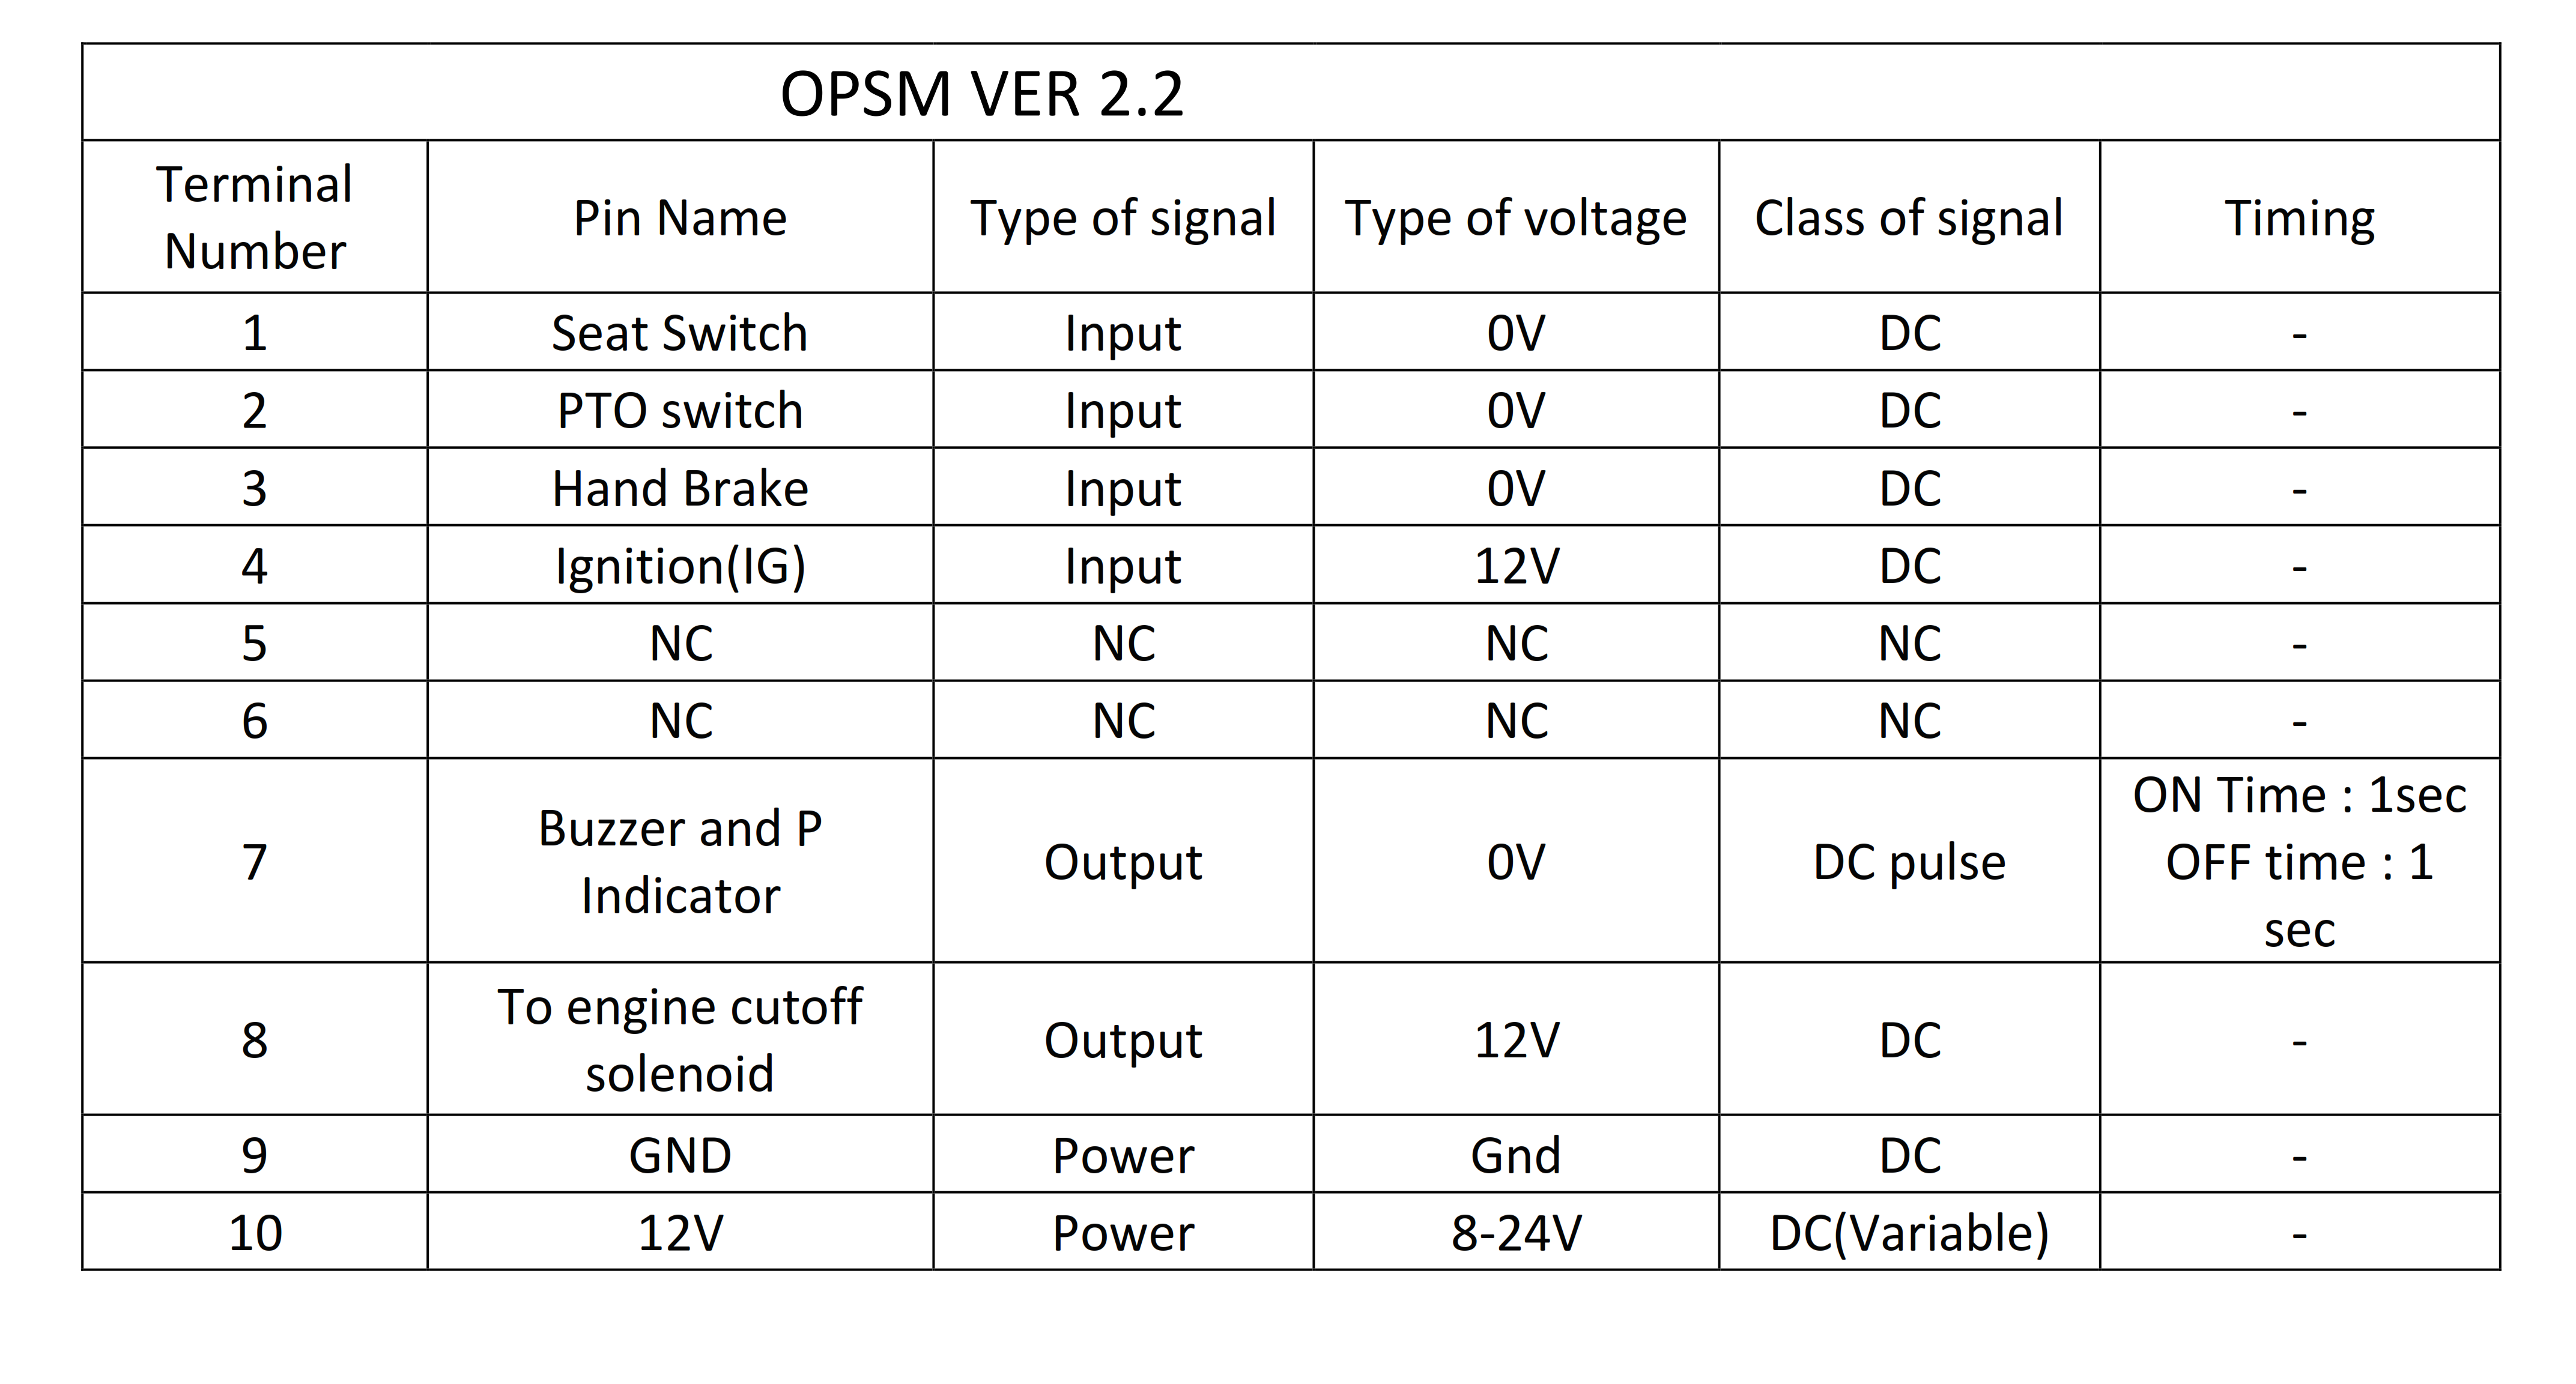 OPSM VER 2.2
Terminal Number Pin Name Type of signal Type of voltage Class of signal Timing
1 Seat Switch Input 0V DC -
2 PTO switch Input 0V DC -
3 Hand Brake Input 0V DC -
4 Ignition(IG) Input 12V DC -
5 NC NC NC NC -
6 NC NC NC NC -
7 Buzzer and P Indicator Output 0V DC pulse ON Time : 1sec OFF time : 1 sec
8 To engine cutoff solenoid Output 12V DC -
9 GND Power Gnd DC -
10 12V Power 8-24V DC(Variable) -